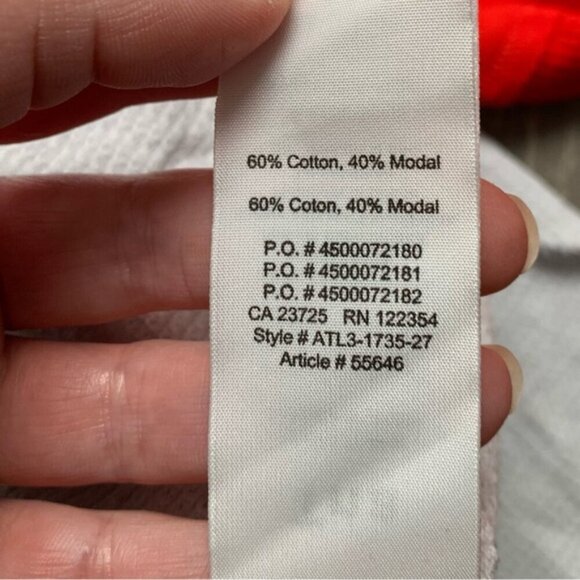 60% Cotton, 40% Modal
60% Coton, 40% Modal
P.O. # 4500072180
P.O. # 4500072181
P.O. # 4500072182
CA 23725 RN 122354
Style # ATL3-1735-27
Article # 55646